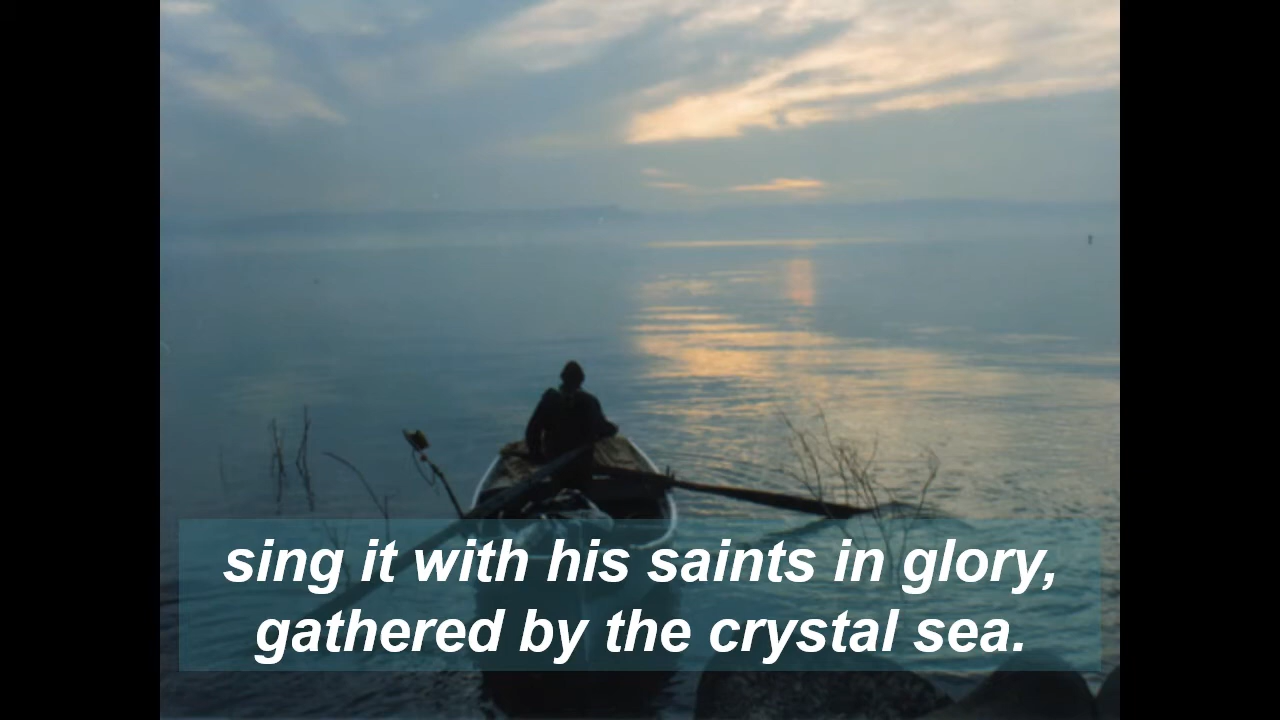 sing it with his saints in glory,
gathered by the crystal sea.